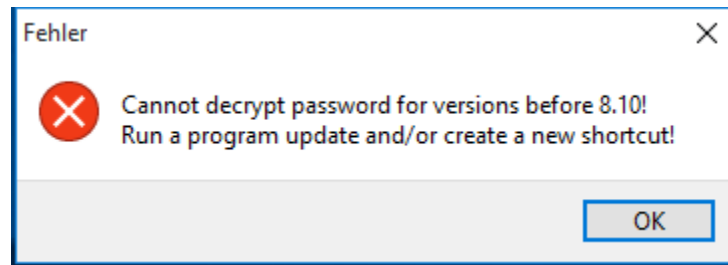 Fehler
Cannot decrypt password for versions before 8.10!
Run a program update and/or create a new shortcut!
OK